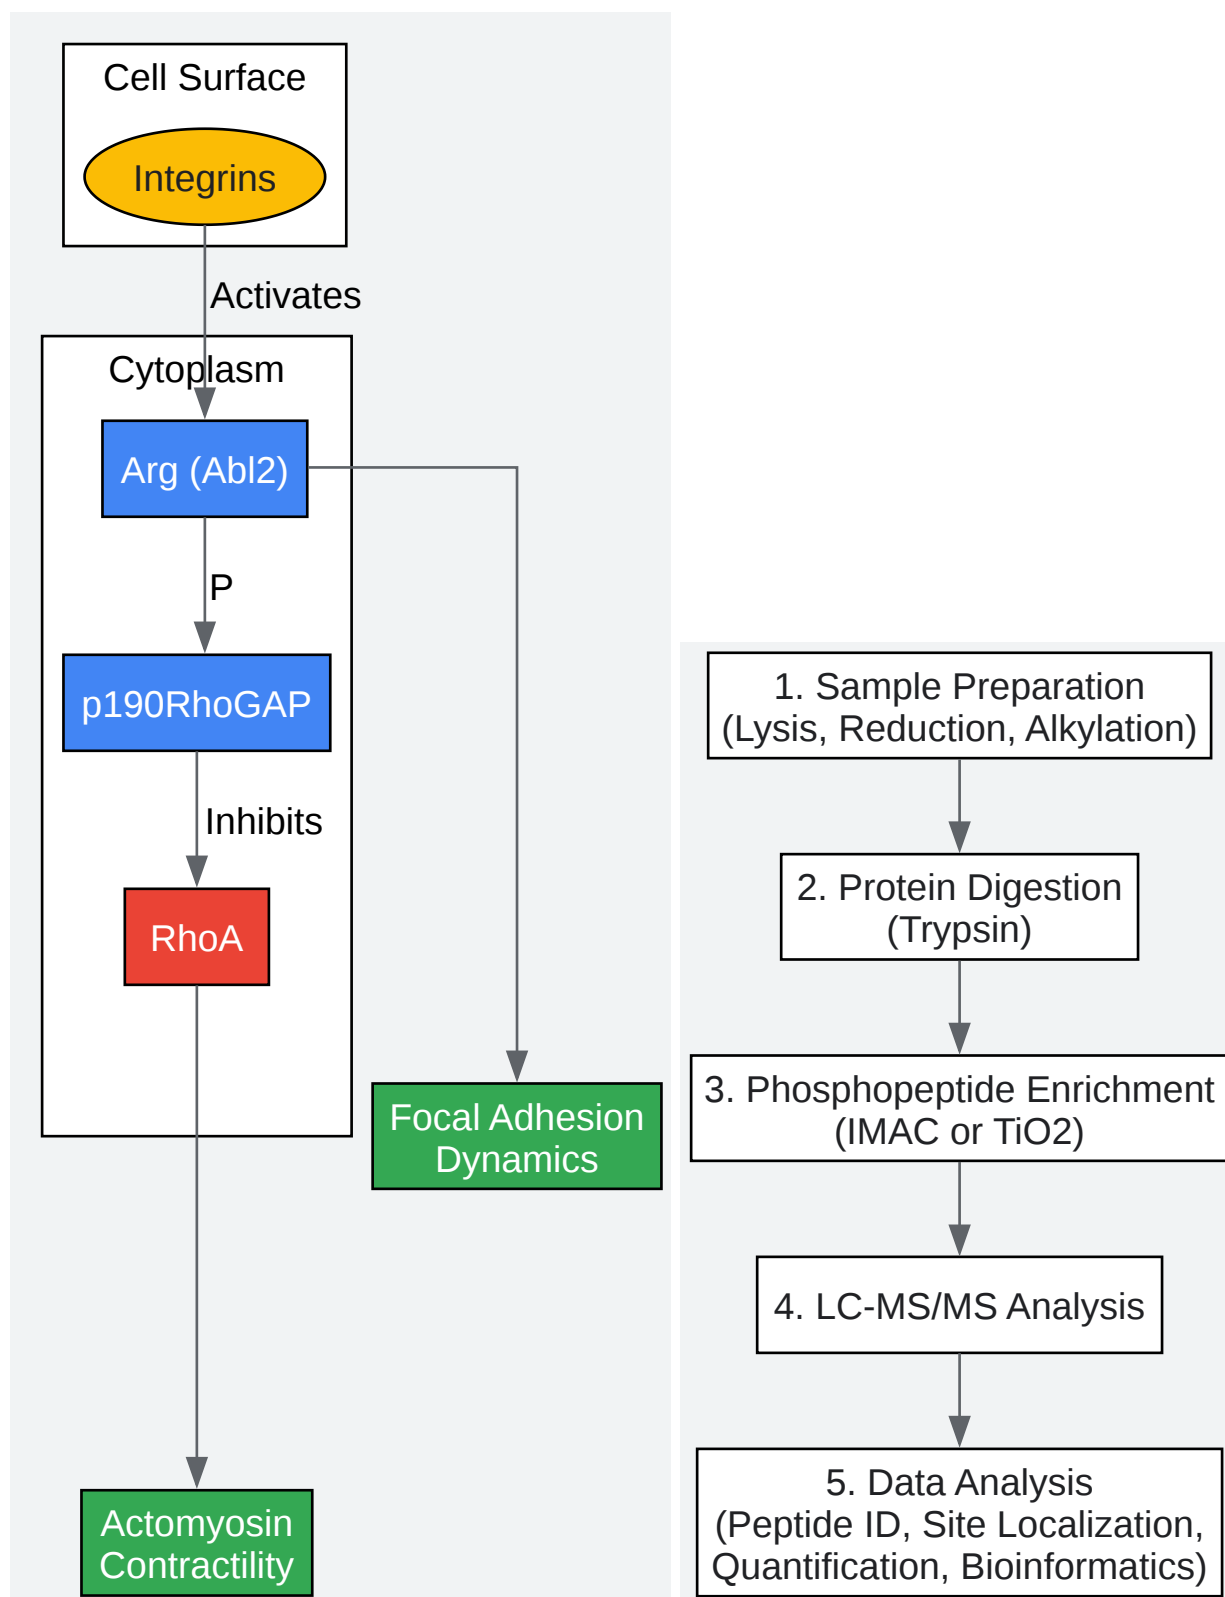 Cell Surface
Integrins
Activates
Cytoplasm
Arg (Abl2)
P
p190RhoGAP
Inhibits
RhoA
Focal Adhesion
Dynamics
Actomyosin
Contractility
1. Sample Preparation
(Lysis, Reduction, Alkylation)
2. Protein Digestion
(Trypsin)
3. Phosphopeptide Enrichment
(IMAC or TiO2)
4. LC-MS/MS Analysis
5. Data Analysis
(Peptide ID, Site Localization,
Quantification, Bioinformatics)